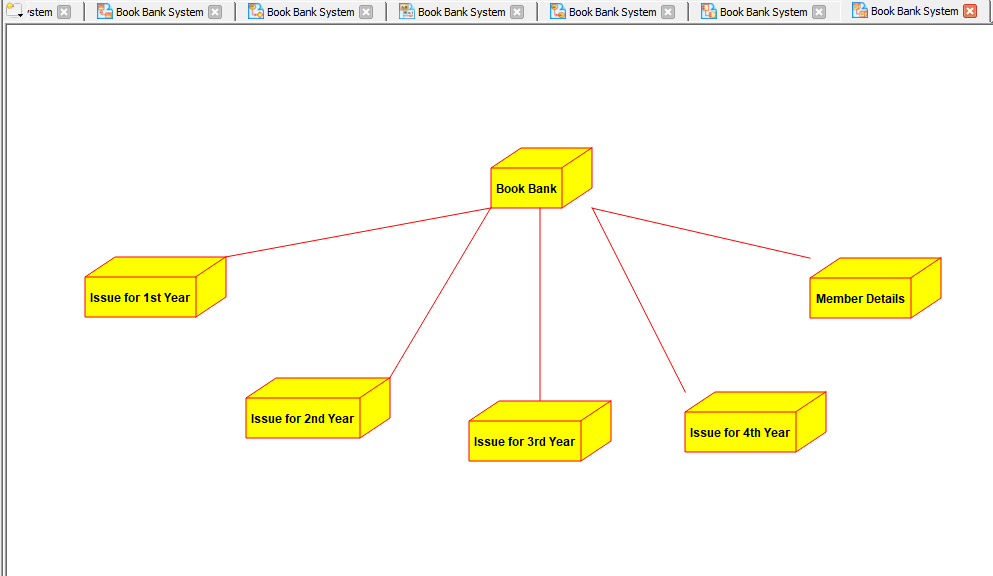 ystem
Book Bank System
Book Bank System
Book Bank System
Book Bank System
Book Bank System
Book Bank System
Book Bank
Issue for 1st Year
Member Details
Issue for 2nd Year
Issue for 3rd Year
Issue for 4th Year